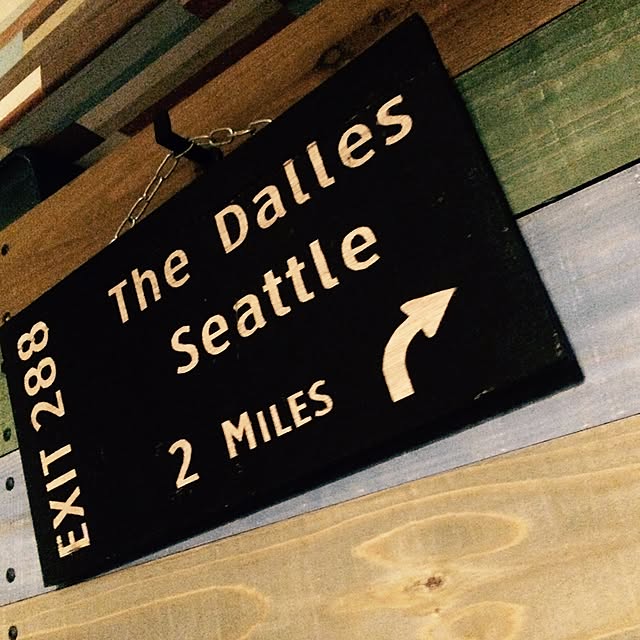 The Dalles
Seattle
2 MILES
EXIT 288